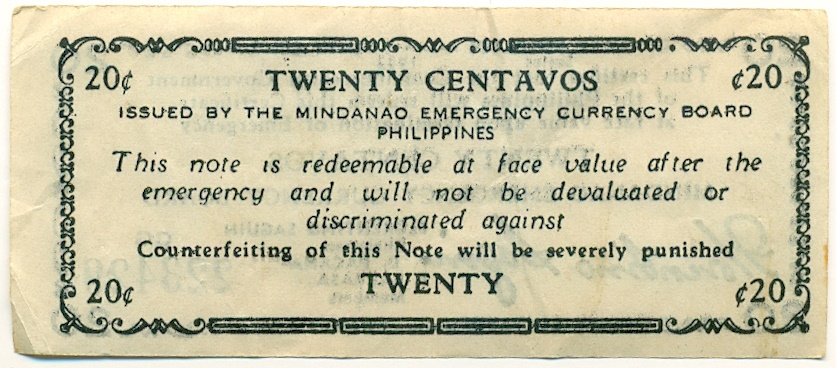 20¢ TWENTY CENTAVOS ¢20
ISSUED BY THE MINDANAO EMERGENCY CURRENCY BOARD
PHILIPPINES
This note is redeemable at face value after the
emergency and will not be devaluated or
discriminated against
Counterfeiting of this Note will be severely punished
20¢ TWENTY ¢20